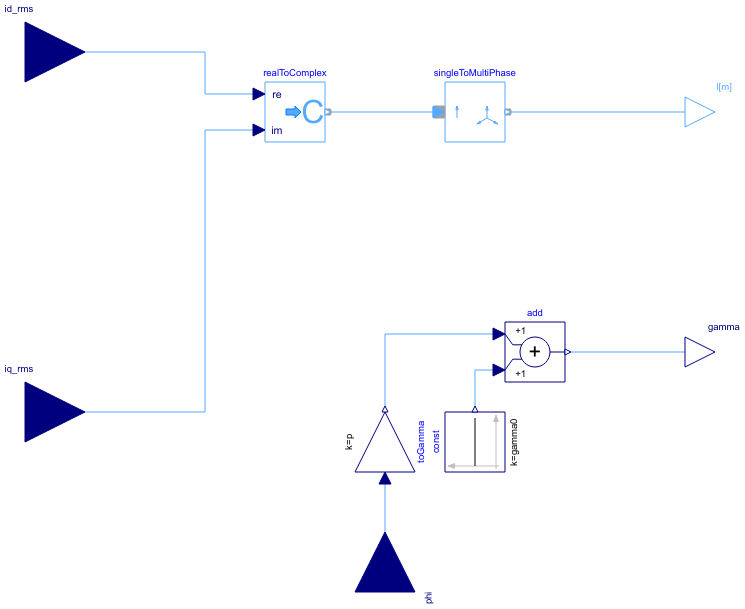 id_rms
realToComplex
re
C
im
singleToMultiPhase
I[m]
iq_rms
add
+1
+
+1
gamma
k=p
toGamma
const
k=gamma0
phi